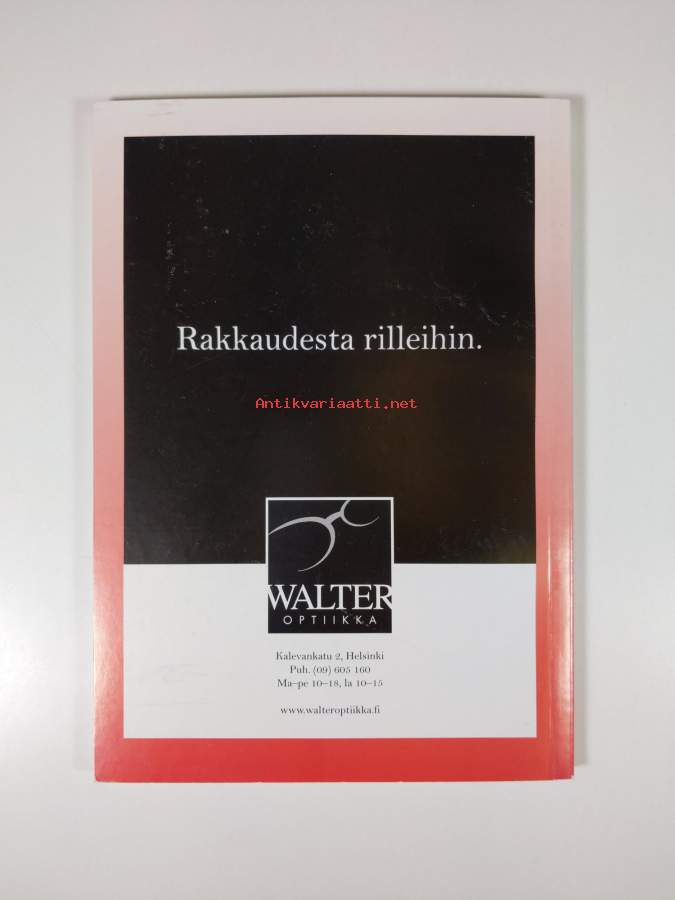 Rakkaudesta rilleihin.
Antikvariaatti.net
WALTER
OPTIIKKA
Kalevankatu 2, Helsinki
Puh. (09) 605 160
Ma–pe 10–18, la 10–15
www.walteroptiikka.fi